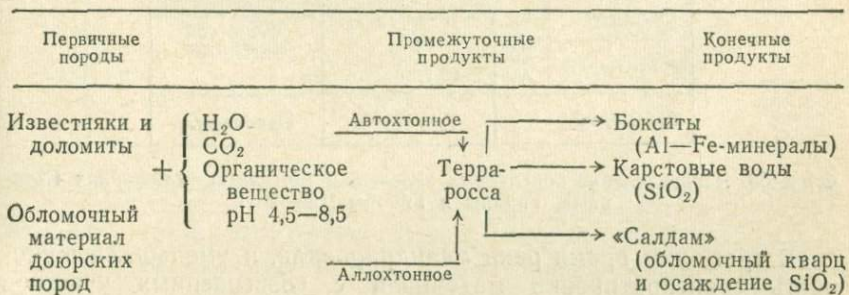 Первичные породы
Промежуточные продукты
Конечные продукты
Известняки и доломиты
Обломочный материал доюрских пород
+
H₂O
CO₂
Органическое вещество
pH 4,5—8,5
Автохтонное
Терра-
росса
Аллохтонное
Бокситы
(Al—Fe-минералы)
Карстовые воды
(SiO₂)
«Салдам»
(обломочный кварц
и осаждение SiO₂)